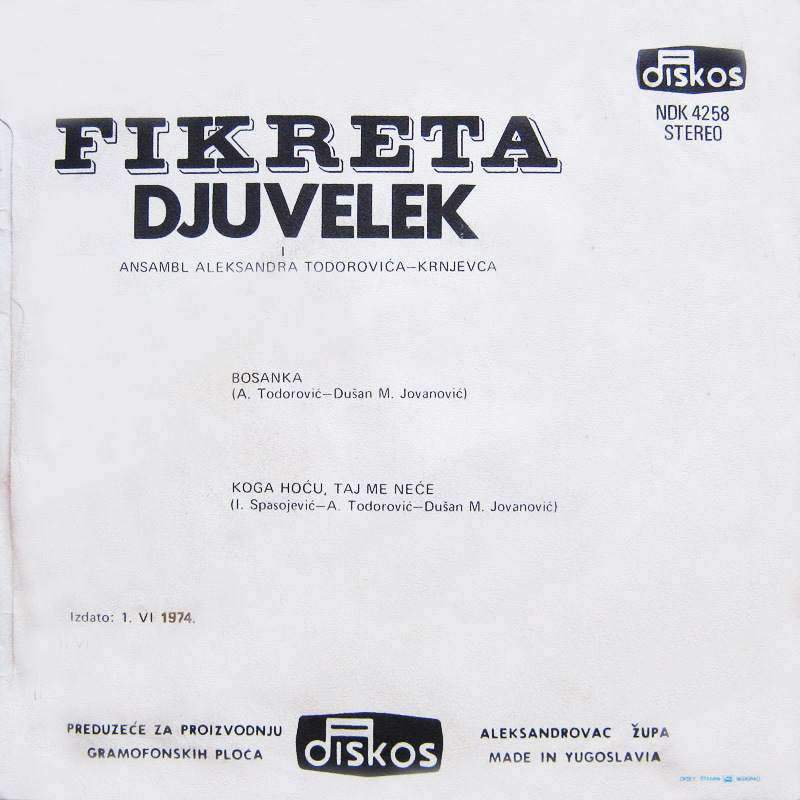 diskos
NDK 4258
STEREO
FIKRETA
DJUVELEK
I
ANSAMBL ALEKSANDRA TODOROVIĆA—KRNJEVCA
BOSANKA
(A. Todorović—Dušan M. Jovanović)
KOGA HOĆU, TAJ ME NEĆE
(I. Spasojević—A. Todorović—Dušan M. Jovanović)
Izdato: 1. VI 1974.
PREDUZEĆE ZA PROIZVODNJU
GRAMOFONSKIH PLOĆA
diskos
ALEKSANDROVAC ŽUPA
MADE IN YUGOSLAVIA